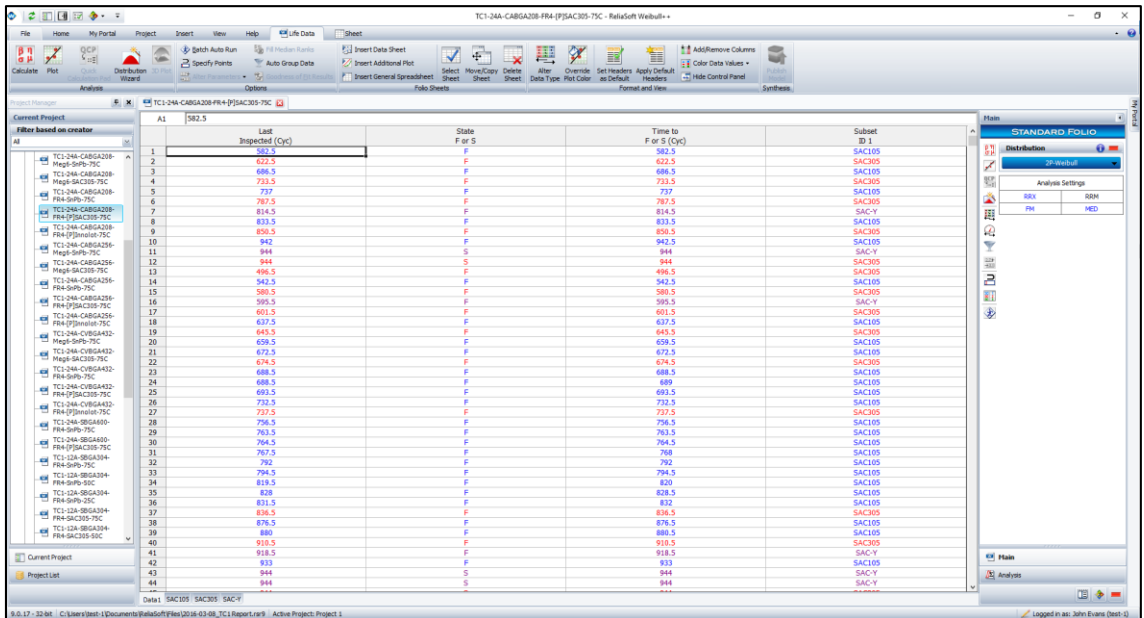 TC1-24A-CABGA208-FR4-[P]SAC305-75C - ReliaSoft Weibull++
File Home My Portal Project Insert View Help Life Data Sheet
Calculate Plot Distribution Wizard
Batch Auto Run
Specify Points
Fill Median Ranks
Auto Group Data
Insert Data Sheet
Insert Additional Plot
Insert General Spreadsheet
Select Sheet Move/Copy Sheet Delete Sheet
Alter Data Type Override Plot Color Set Headers as Default Apply Default Headers
Add/Remove Columns
Color Data Values
Hide Control Panel
Analysis Options Folio Sheets Format and View Synthesis
Project Manager
TC1-24A-CABGA208-FR4-[P]SAC305-75C
My Portal
Current Project
Filter based on creator
All
TC1-24A-CABGA208-
Meg6-SnPb-75C
TC1-24A-CABGA208-
Meg6-SAC305-75C
TC1-24A-CABGA208-
FR4-SnPb-75C
TC1-24A-CABGA208-
FR4-[P]SAC305-75C
TC1-24A-CABGA208-
FR4-[P]Innolot-75C
TC1-24A-CABGA256-
Meg6-SnPb-75C
TC1-24A-CABGA256-
Meg6-SAC305-75C
TC1-24A-CABGA256-
FR4-SnPb-75C
TC1-24A-CABGA256-
FR4-[P]SAC305-75C
TC1-24A-CABGA256-
FR4-[P]Innolot-75C
TC1-24A-CVBGA432-
Meg6-SnPb-75C
TC1-24A-CVBGA432-
Meg6-SAC305-75C
TC1-24A-CVBGA432-
FR4-SnPb-75C
TC1-24A-CVBGA432-
FR4-[P]Innolot-75C
TC1-24A-SBGA600-
FR4-SnPb-75C
TC1-24A-SBGA600-
FR4-[P]SAC305-75C
TC1-12A-SBGA304-
FR4-SnPb-75C
TC1-12A-SBGA304-
FR4-SnPb-50C
TC1-12A-SBGA304-
FR4-SnPb-25C
TC1-12A-SBGA304-
FR4-SAC305-75C
TC1-12A-SBGA304-
FR4-SAC305-50C
Current Project
Project List
A1 582.5
Last State Time to Subset
Inspected (Cyc) F or S F or S (Cyc) ID 1
1 582.5 F 582.5 SAC105
2 622.5 F 622.5 SAC305
3 686.5 F 686.5 SAC105
4 733.5 F 733.5 SAC305
5 737 F 737 SAC105
6 787.5 F 787.5 SAC305
7 814.5 F 814.5 SAC-Y
8 833.5 F 833.5 SAC105
9 850.5 F 850.5 SAC305
10 942 F 942.5 SAC105
11 944 S 944 SAC-Y
12 944 S 944 SAC305
13 496.5 F 496.5 SAC305
14 542.5 F 542.5 SAC105
15 580.5 F 580.5 SAC305
16 595.5 F 595.5 SAC-Y
17 601.5 F 601.5 SAC305
18 637.5 F 637.5 SAC105
19 645.5 F 645.5 SAC305
20 659.5 F 659.5 SAC105
21 672.5 F 672.5 SAC105
22 674.5 F 674.5 SAC305
23 688.5 F 688.5 SAC105
24 688.5 F 689 SAC105
25 693.5 F 693.5 SAC105
26 732.5 F 732.5 SAC105
27 737.5 F 737.5 SAC305
28 756.5 F 756.5 SAC105
29 763.5 F 763.5 SAC105
30 764.5 F 764.5 SAC105
31 767.5 F 768 SAC105
32 792 F 792 SAC105
33 794.5 F 794.5 SAC105
34 819.5 F 820 SAC105
35 828 F 828.5 SAC105
36 831.5 F 832 SAC105
37 836.5 F 836.5 SAC305
38 876.5 F 876.5 SAC105
39 880 F 880.5 SAC105
40 910.5 F 910.5 SAC305
41 918.5 F 918.5 SAC-Y
42 933 F 933 SAC105
43 944 S 944 SAC-Y
44 944 S 944 SAC-Y
Data1 SAC105 SAC305 SAC-Y
Main
STANDARD FOLIO
Distribution
2P-Weibull
Analysis Settings
RRX RRM
FM MED
Main
Analysis
9.0.17 - 32-bit C:\Users\test-1\Documents\ReliaSoft\Files\2016-03-08_TC1Report.rsr9 Active Project: Project 1
Logged in as: John Evans (test-1)